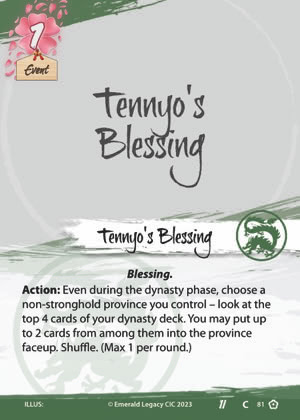 1
Event
Tennyo's
Blessing
Tennyo's Blessing
Blessing.
Action: Even during the dynasty phase, choose a
non-stronghold province you control – look at the
top 4 cards of your dynasty deck. You may put up
to 2 cards from among them into the province
faceup. Shuffle. (Max 1 per round.)
ILLUS: © Emerald Legacy CIC 2023 C 81